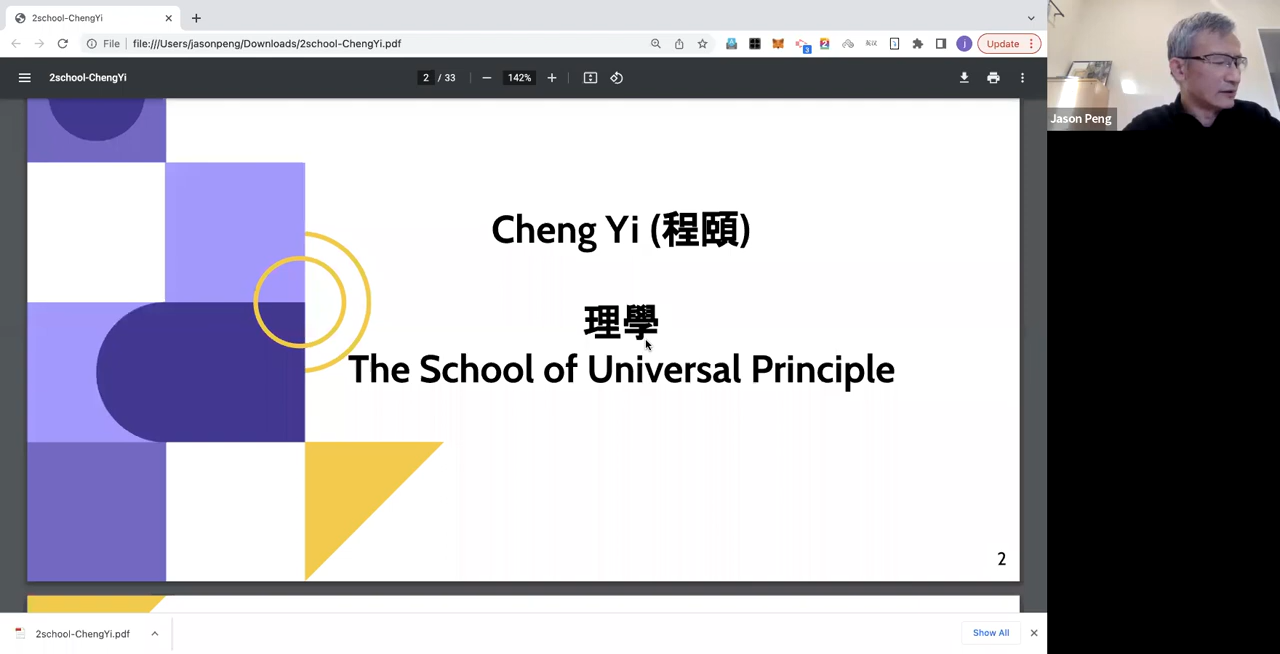 2school-ChengYi
File
file:///Users/jasonpeng/Downloads/2school-ChengYi.pdf
Update
2school-ChengYi
2 / 33
142%
Jason Peng
Cheng Yi (程頤)
理學
The School of Universal Principle
2
2school-ChengYi.pdf
Show All